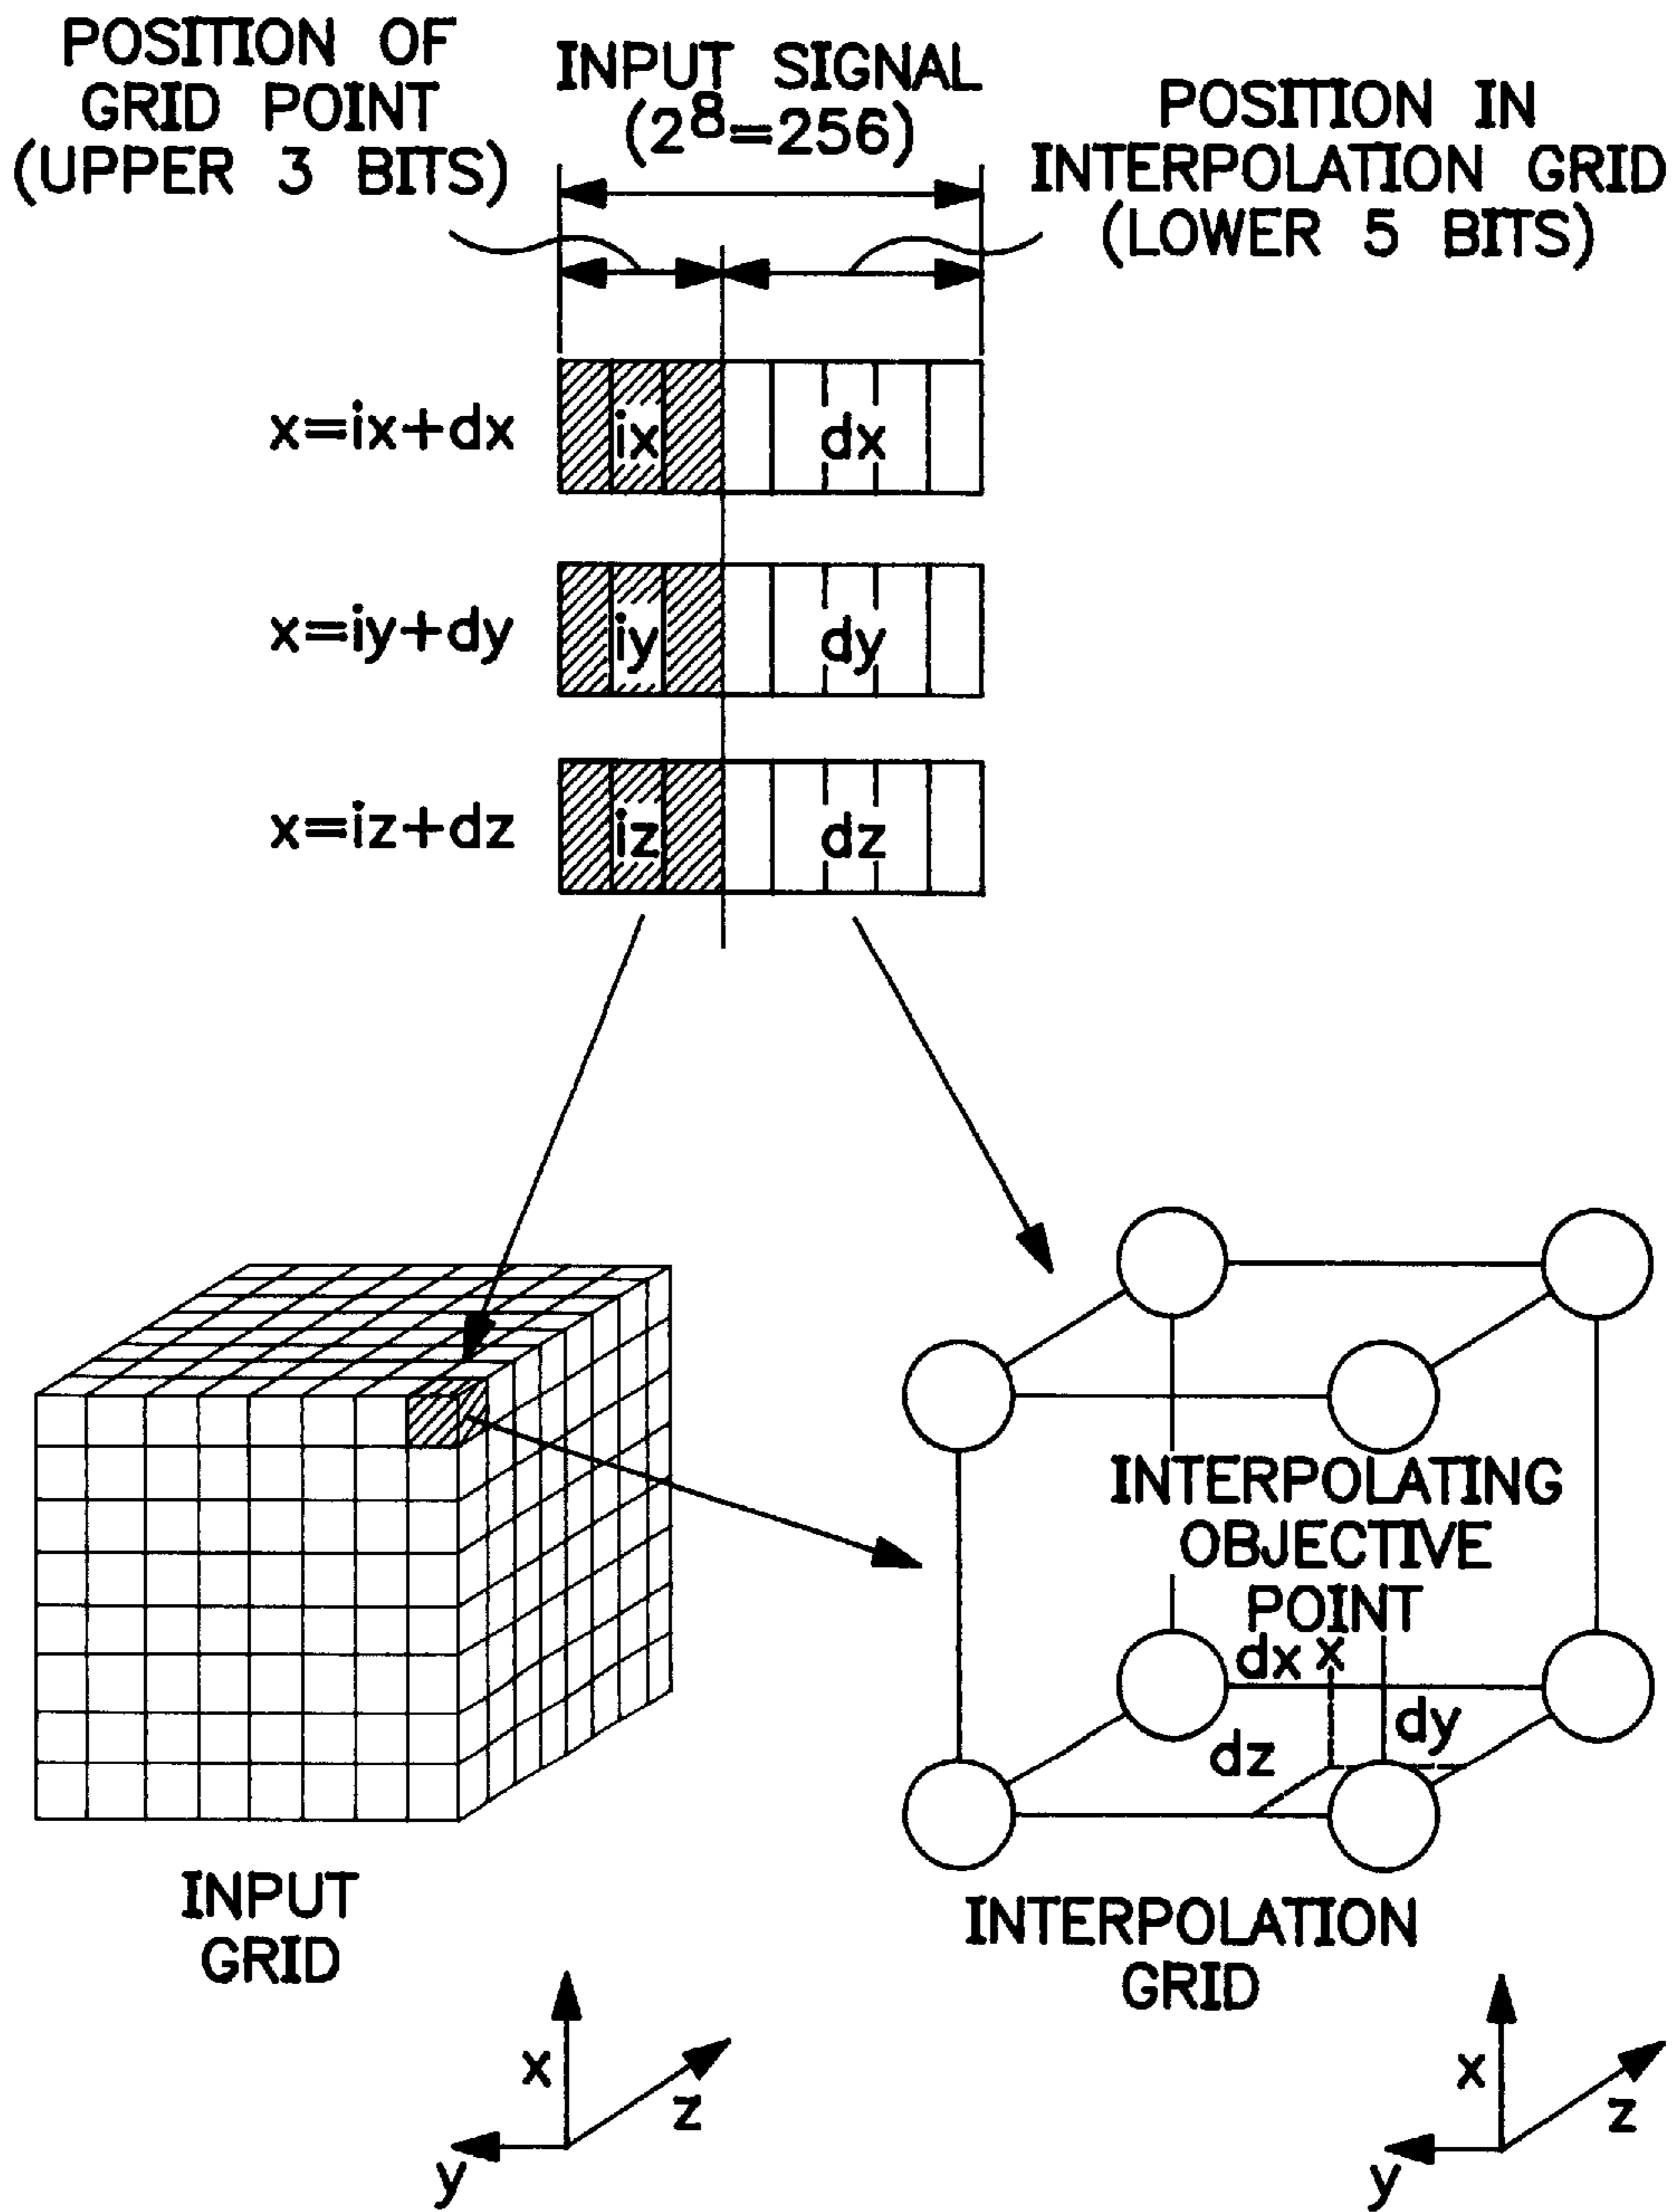 POSITION OF
GRID POINT
(UPPER 3 BITS)
INPUT SIGNAL
(2⁸=256)
POSITION IN
INTERPOLATION GRID
(LOWER 5 BITS)
x=ix+dx
ix
dx
x=iy+dy
iy
dy
x=iz+dz
iz
dz
INTERPOLATING
OBJECTIVE
POINT
dx x
dy
dz
INPUT
GRID
INTERPOLATION
GRID
x
z
y
x
z
y